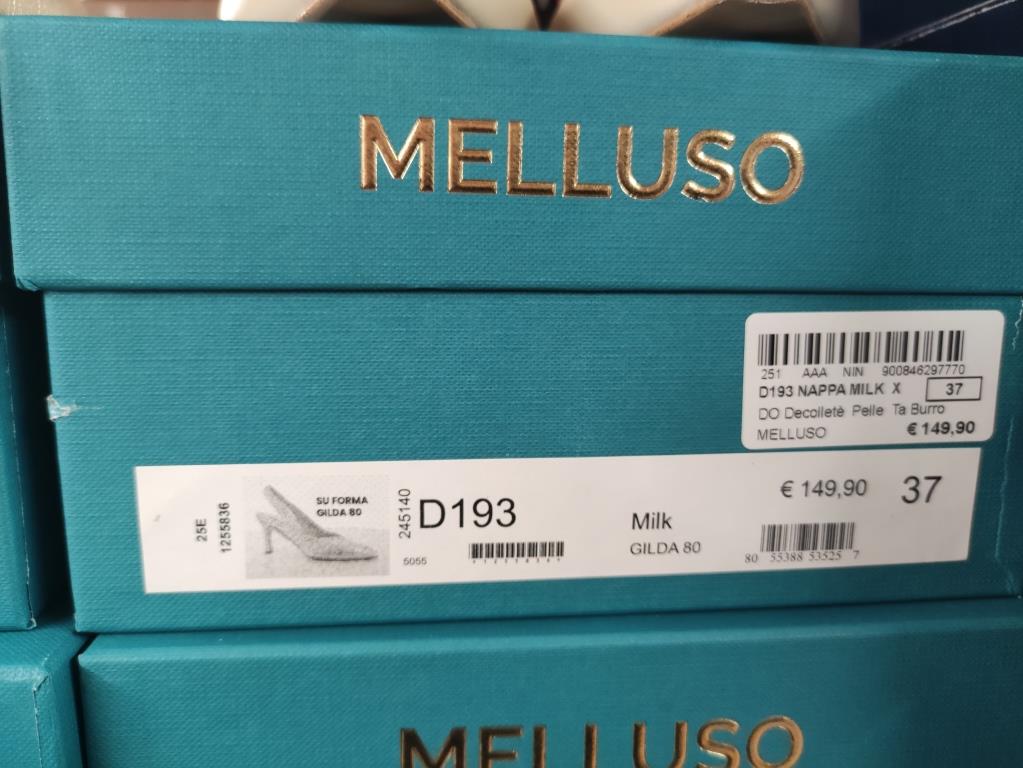 MELLUSO
251 AAA NIN 900846297770
D193 NAPPA MILK X 37
DO Decolletè Pelle Ta Burro
MELLUSO € 149,90
25E
1255836
SU FORMA
GILDA 80
245140
5055
D193
Milk
GILDA 80
€ 149,90
37
80 55388 53525 7
MELLUSO